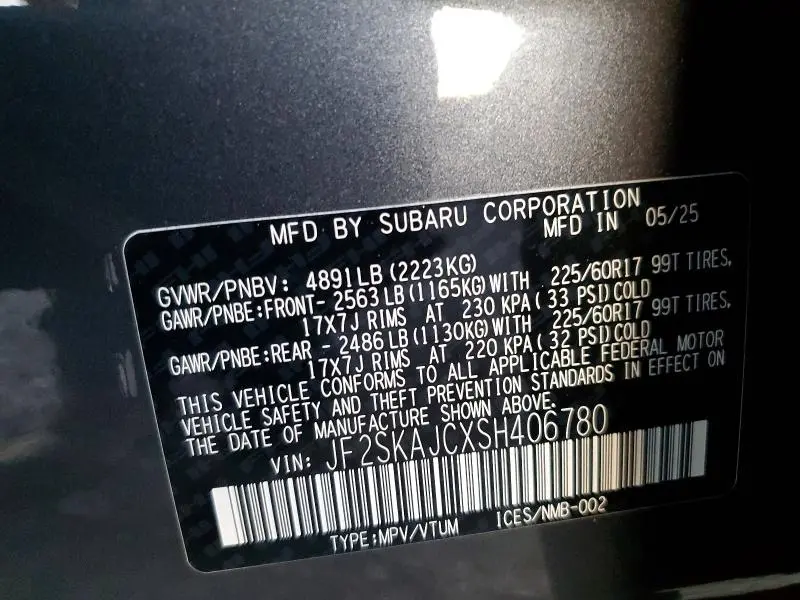 MFD BY SUBARU CORPORATION
MFD IN 05/25
GVWR/PNBV: 4891LB (2223KG)
GAWR/PNBE:FRONT- 2563LB(1165KG)WITH 225/60R17 99T TIRES,
17X7J RIMS AT 230 KPA(33 PSI)COLD
GAWR/PNBE:REAR - 2486LB(1130KG)WITH 225/60R17 99T TIRES,
17X7J RIMS AT 220 KPA(32 PSI)COLD
THIS VEHICLE CONFORMS TO ALL APPLICABLE FEDERAL MOTOR
VEHICLE SAFETY AND THEFT PREVENTION STANDARDS IN EFFECT ON
THE DATE OF MANUFACTURE SHOWN ABOVE.
VIN: JF2SKAJCXSH406780
TYPE:MPV/VTUM ICES/NMB-002